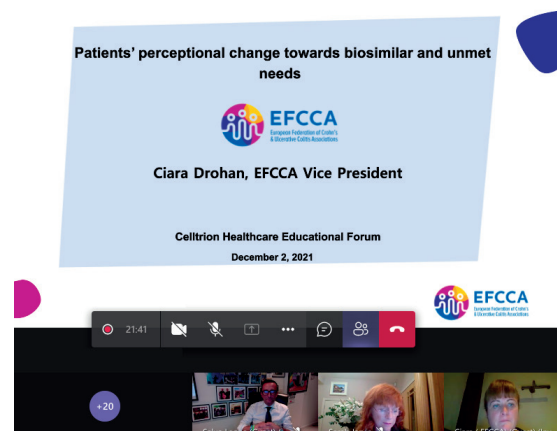 Patients' perceptional change towards biosimilar and unmet
needs
EFCCA
European Federation of Crohn's
& Ulcerative Colitis Associations
Ciara Drohan, EFCCA Vice President
Celltrion Healthcare Educational Forum
December 2, 2021
EFCCA
European Federation of Crohn's
& Ulcerative Colitis Associations
21:41
+20